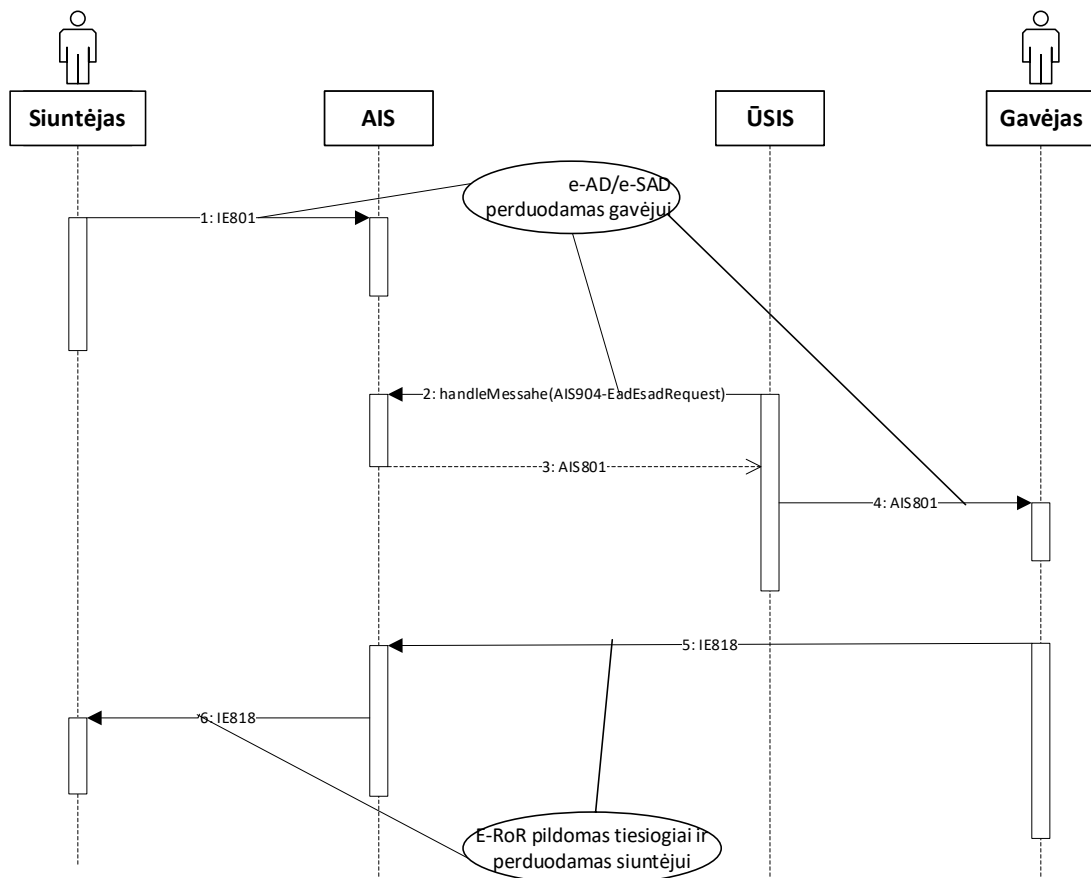 Siuntėjas
AIS
ŪSIS
Gavėjas
e-AD/e-SAD
perduodamas gavėjui
1: IE801
2: handleMessahe(AIS904-EadEsadRequest)
3: AIS801
4: AIS801
5: IE818
6: IE818
E-RoR pildomas tiesiogiai ir
perduodamas siuntėjui